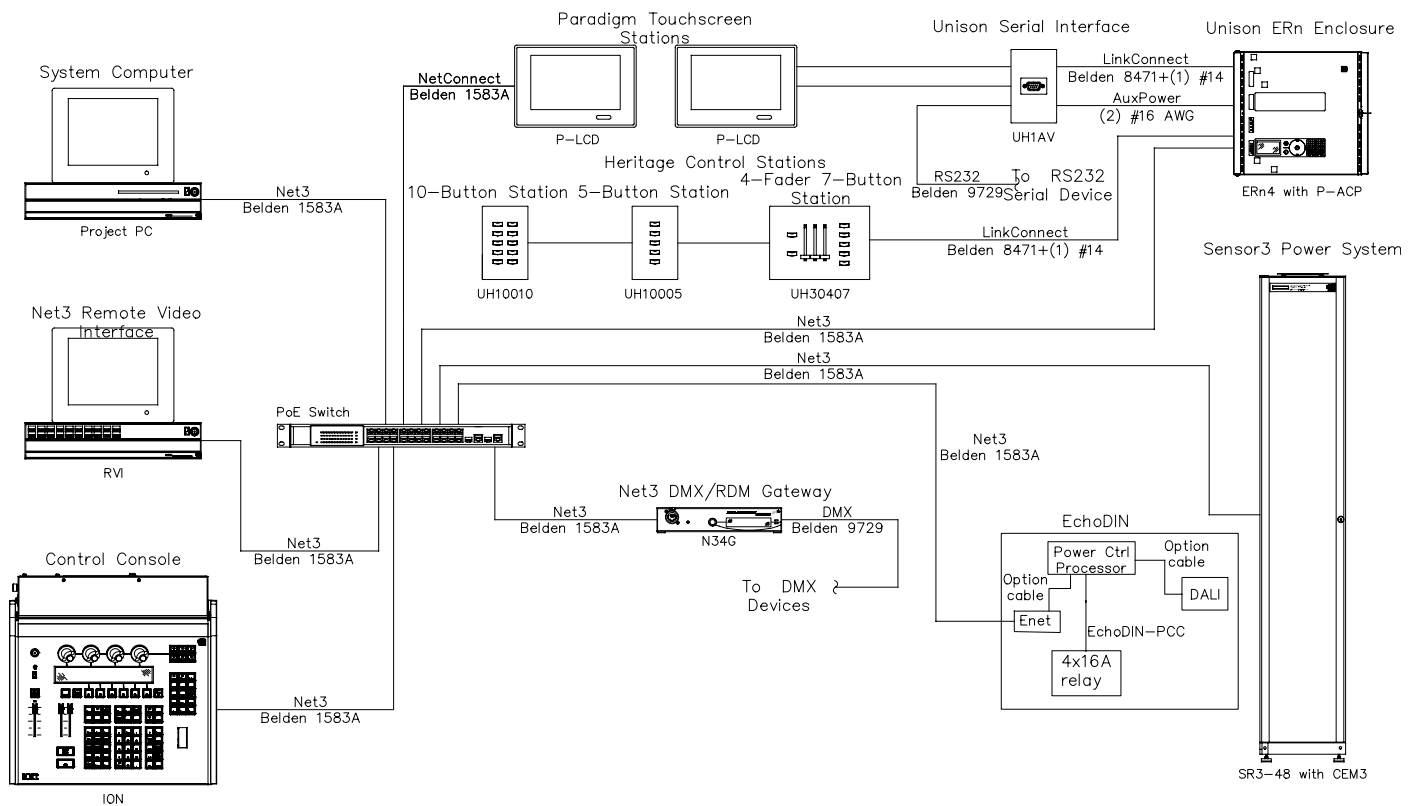 Paradigm Touchscreen
Stations
Unison Serial Interface
Unison ERn Enclosure
System Computer
NetConnect
Belden 1583A
LinkConnect
Belden 8471+(1) #14
AuxPower
(2) #16 AWG
P-LCD
P-LCD
UH1AV
Heritage Control Stations
RS232
Belden 9729
To RS232
Serial Device
ERn4 with P-ACP
Net3
Belden 1583A
10-Button Station
5-Button Station
4-Fader 7-Button
Station
Project PC
LinkConnect
Belden 8471+(1) #14
Sensor3 Power System
UH10010
UH10005
UH30407
Net3 Remote Video
Interface
Net3
Belden 1583A
Net3
Belden 1583A
PoE Switch
Net3
Belden 1583A
RVI
Net3 DMX/RDM Gateway
Net3
Belden 1583A
DMX
Belden 9729
N34G
EchoDIN
Net3
Belden 1583A
Control Console
Power Ctrl
Processor
Option
cable
Option
cable
To DMX
Devices
DALI
Enet
EchoDIN-PCC
4x16A
relay
Net3
Belden 1583A
SR3-48 with CEM3
ION